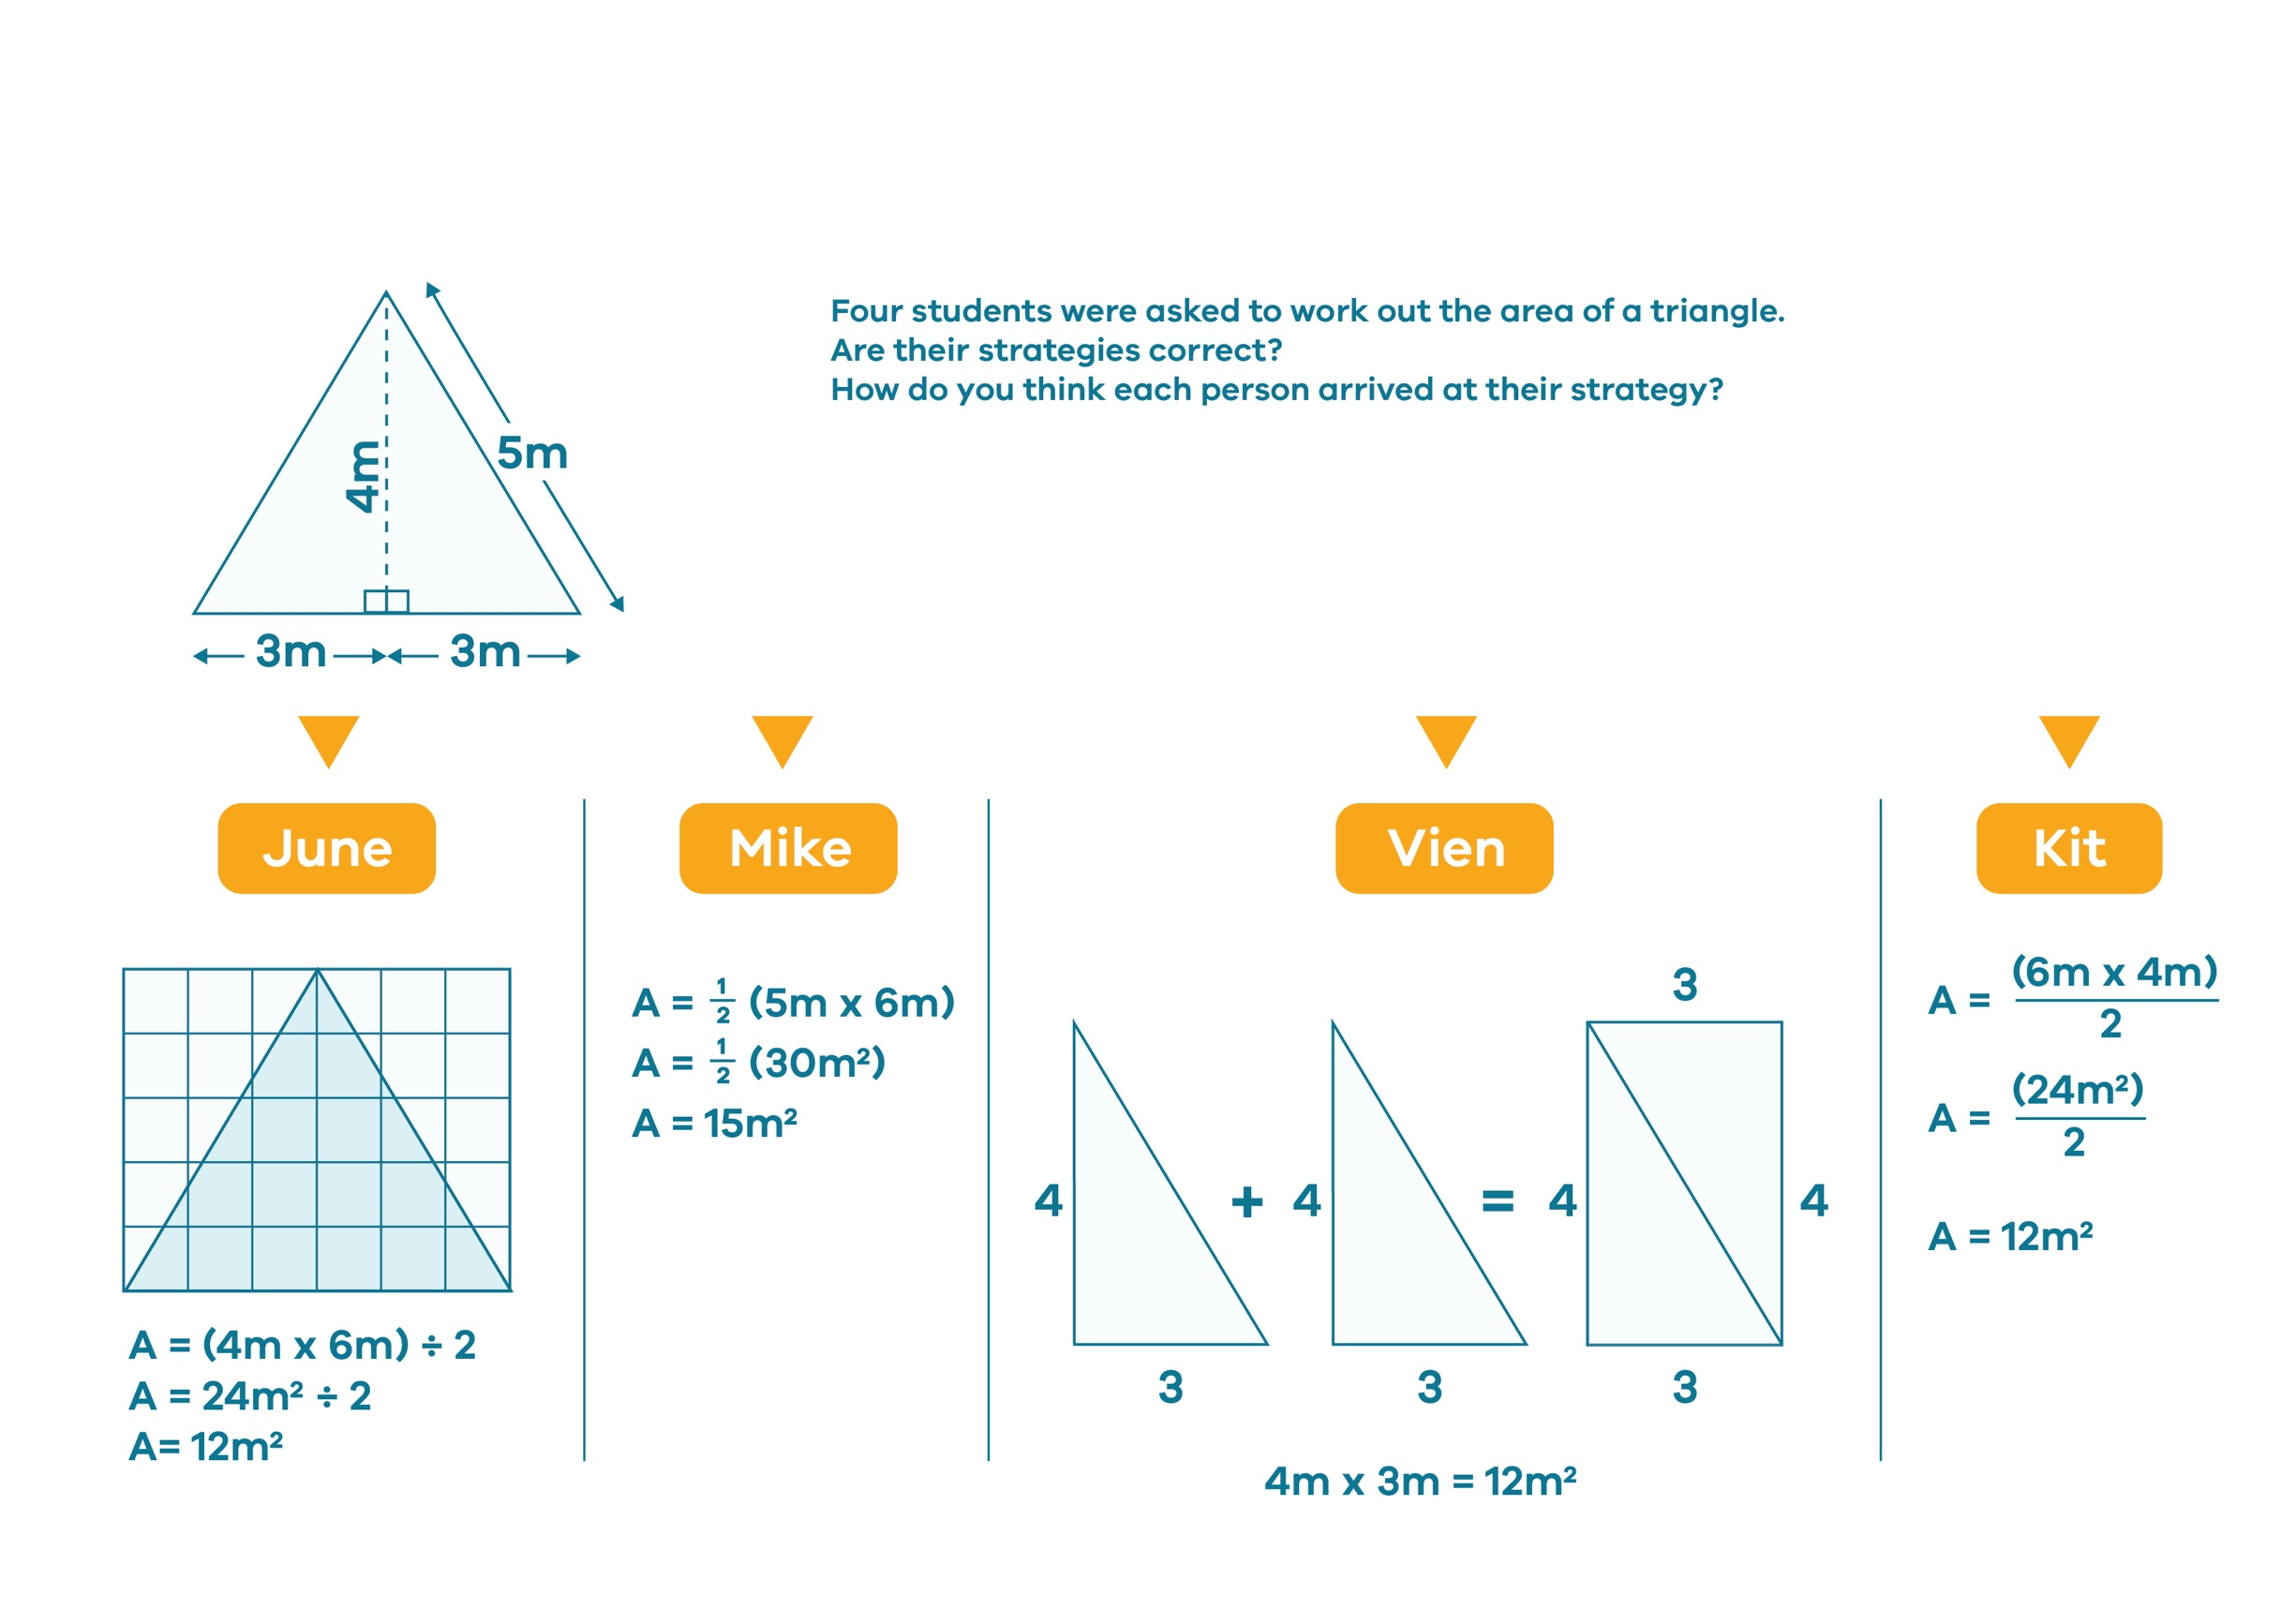 Four students were asked to work out the area of a triangle.
Are their strategies correct?
How do you think each person arrived at their strategy?
4m
5m
3m 3m
June
A = (4m x 6m) ÷ 2
A = 24m² ÷ 2
A= 12m²
Mike
A = 1/2 (5m x 6m)
A = 1/2 (30m²)
A = 15m²
Vien
3
4 + 4 = 4 4
3 3 3
4m x 3m = 12m²
Kit
A = (6m x 4m)/2
A = (24m²)/2
A = 12m²